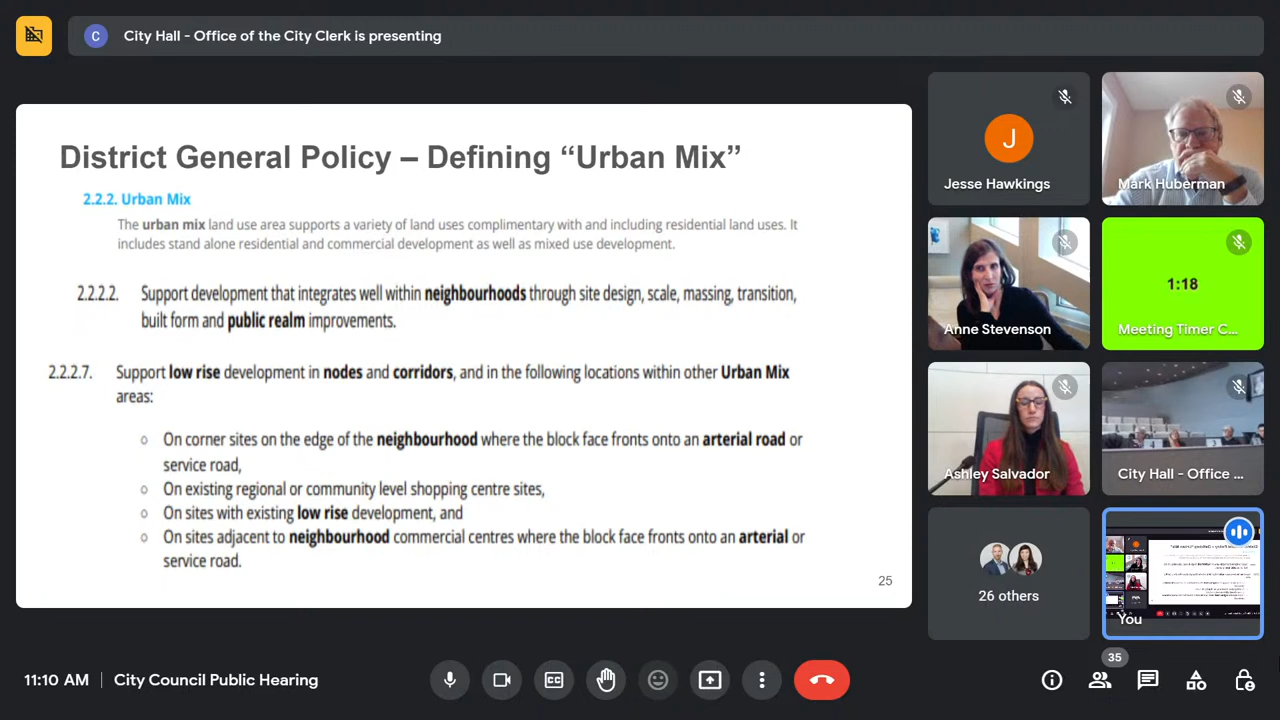 C
City Hall - Office of the City Clerk is presenting
District General Policy – Defining “Urban Mix”
2.2.2. Urban Mix
The urban mix land use area supports a variety of land uses complimentary with and including residential land uses. It
includes stand alone residential and commercial development as well as mixed use development.
2.2.2.2. Support development that integrates well within neighbourhoods through site design, scale, massing, transition,
built form and public realm improvements.
2.2.2.7. Support low rise development in nodes and corridors, and in the following locations within other Urban Mix
areas:
o On corner sites on the edge of the neighbourhood where the block face fronts onto an arterial road or
service road,
o On existing regional or community level shopping centre sites,
o On sites with existing low rise development, and
o On sites adjacent to neighbourhood commercial centres where the block face fronts onto an arterial or
service road.
25
J
Jesse Hawkings
Mark Huberman
Anne Stevenson
1:18
Meeting Timer C...
Ashley Salvador
City Hall - Office ...
26 others
You
11:10 AM
City Council Public Hearing
CC
35